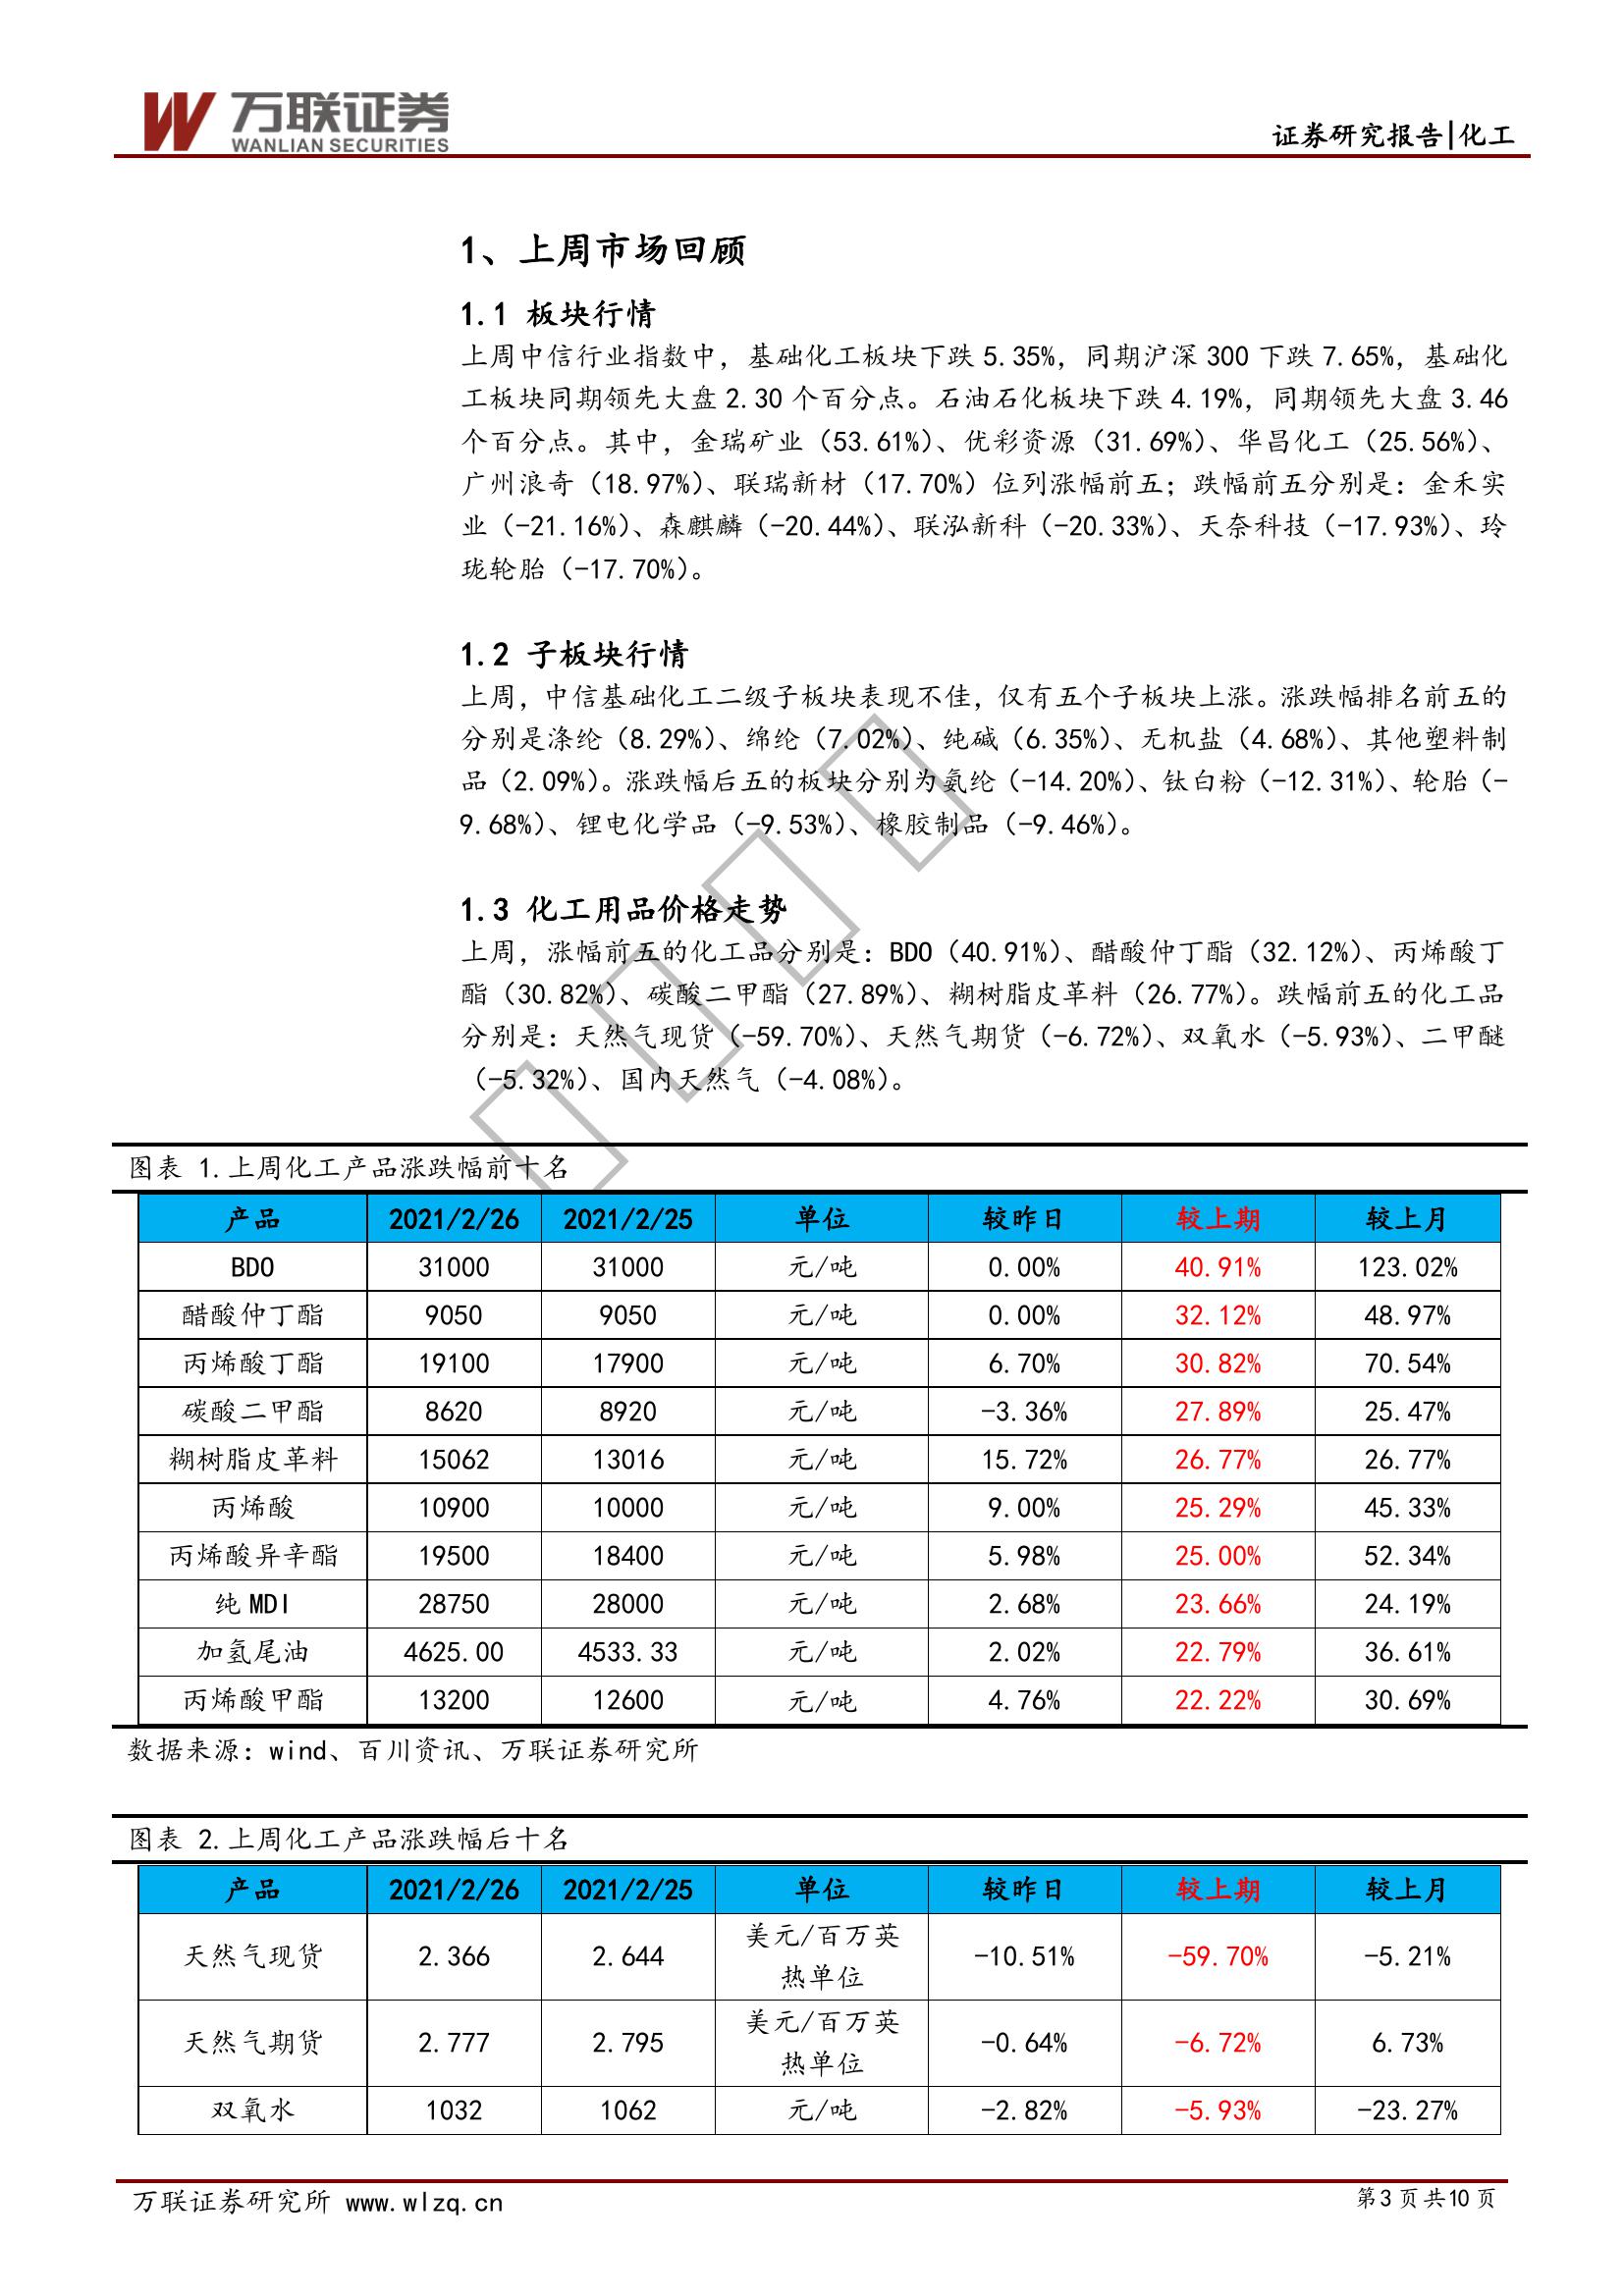 万联证券
WANLIAN SECURITIES
证券研究报告|化工
1、上周市场回顾
1.1 板块行情
上周中信行业指数中，基础化工板块下跌 5.35%，同期沪深 300 下跌 7.65%，基础化
工板块同期领先大盘 2.30 个百分点。石油石化板块下跌 4.19%，同期领先大盘 3.46
个百分点。其中，金瑞矿业（53.61%）、优彩资源（31.69%）、华昌化工（25.56%）、
广州浪奇（18.97%）、联瑞新材（17.70%）位列涨幅前五；跌幅前五分别是：金禾实
业（-21.16%）、森麒麟（-20.44%）、联泓新科（-20.33%）、天奈科技（-17.93%）、玲
珑轮胎（-17.70%）。
1.2 子板块行情
上周，中信基础化工二级子板块表现不佳，仅有五个子板块上涨。涨跌幅排名前五的
分别是涤纶（8.29%）、绵纶（7.02%）、纯碱（6.35%）、无机盐（4.68%）、其他塑料制
品（2.09%）。涨跌幅后五的板块分别为氨纶（-14.20%）、钛白粉（-12.31%）、轮胎（-
9.68%）、锂电化学品（-9.53%）、橡胶制品（-9.46%）。
1.3 化工用品价格走势
上周，涨幅前五的化工品分别是：BDO（40.91%）、醋酸仲丁酯（32.12%）、丙烯酸丁
酯（30.82%）、碳酸二甲酯（27.89%）、糊树脂皮革料（26.77%）。跌幅前五的化工品
分别是：天然气现货（-59.70%）、天然气期货（-6.72%）、双氧水（-5.93%）、二甲醚
（-5.32%）、国内天然气（-4.08%）。
图表 1.上周化工产品涨跌幅前十名
产品 2021/2/26 2021/2/25 单位 较昨日 较上期 较上月
BDO 31000 31000 元/吨 0.00% 40.91% 123.02%
醋酸仲丁酯 9050 9050 元/吨 0.00% 32.12% 48.97%
丙烯酸丁酯 19100 17900 元/吨 6.70% 30.82% 70.54%
碳酸二甲酯 8620 8920 元/吨 -3.36% 27.89% 25.47%
糊树脂皮革料 15062 13016 元/吨 15.72% 26.77% 26.77%
丙烯酸 10900 10000 元/吨 9.00% 25.29% 45.33%
丙烯酸异辛酯 19500 18400 元/吨 5.98% 25.00% 52.34%
纯 MDI 28750 28000 元/吨 2.68% 23.66% 24.19%
加氢尾油 4625.00 4533.33 元/吨 2.02% 22.79% 36.61%
丙烯酸甲酯 13200 12600 元/吨 4.76% 22.22% 30.69%
数据来源：wind、百川资讯、万联证券研究所
图表 2.上周化工产品涨跌幅后十名
产品 2021/2/26 2021/2/25 单位 较昨日 较上期 较上月
天然气现货 2.366 2.644 美元/百万英 -10.51% -59.70% -5.21%
热单位
天然气期货 2.777 2.795 美元/百万英 -0.64% -6.72% 6.73%
热单位
双氧水 1032 1062 元/吨 -2.82% -5.93% -23.27%
万联证券研究所 www.wlzq.cn
第 3 页 共 10 页